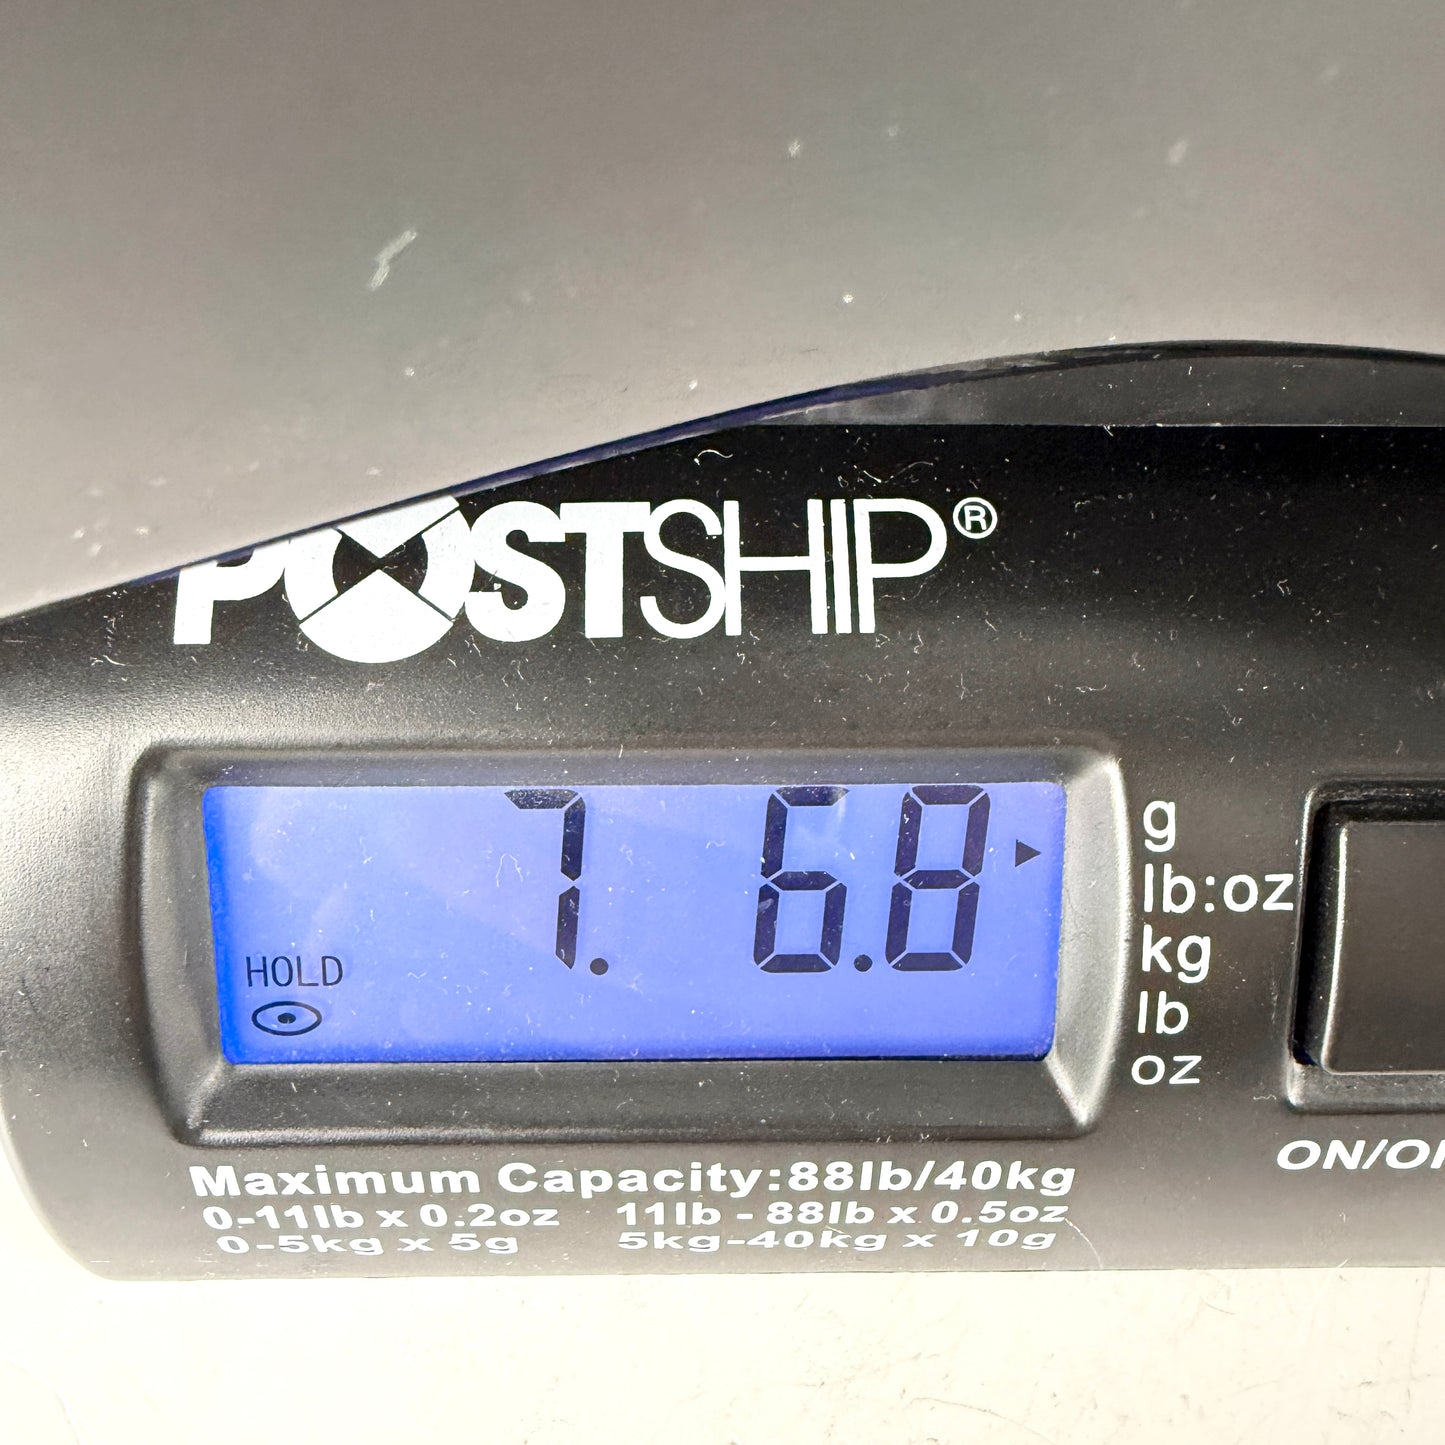 POSTSHIP®
7. 6.8
HOLD
g
lb:oz
kg
lb
oz
Maximum Capacity:88lb/40kg
0-11lb x 0.2oz 11lb - 88lb x 0.5oz
0-5kg x 5g 5kg-40kg x 10g